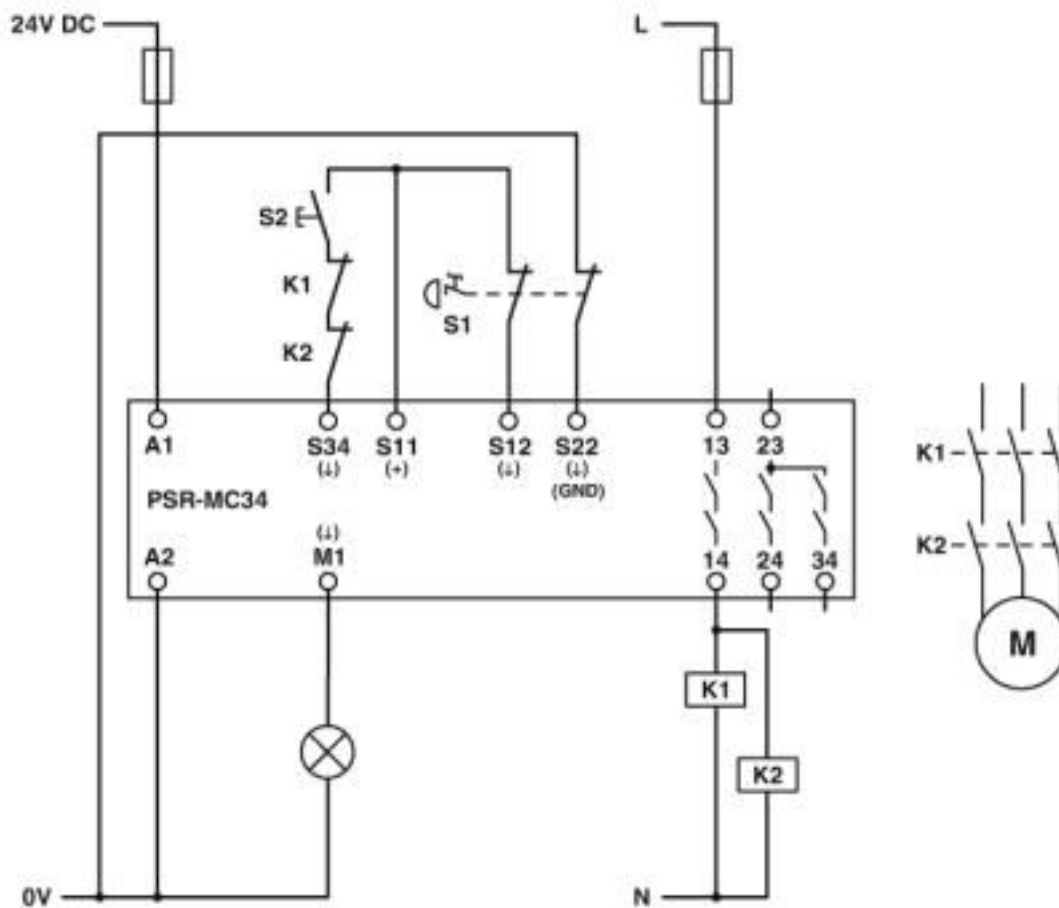 24V DC
L
S2
K1
S1
K2
A1
S34
(↓)
S11
(+)
S12
(↓)
S22
(↓)
(GND)
13
23
PSR-MC34
A2
(↓)
M1
14
24
34
K1
K2
M
K1
K2
0V
N